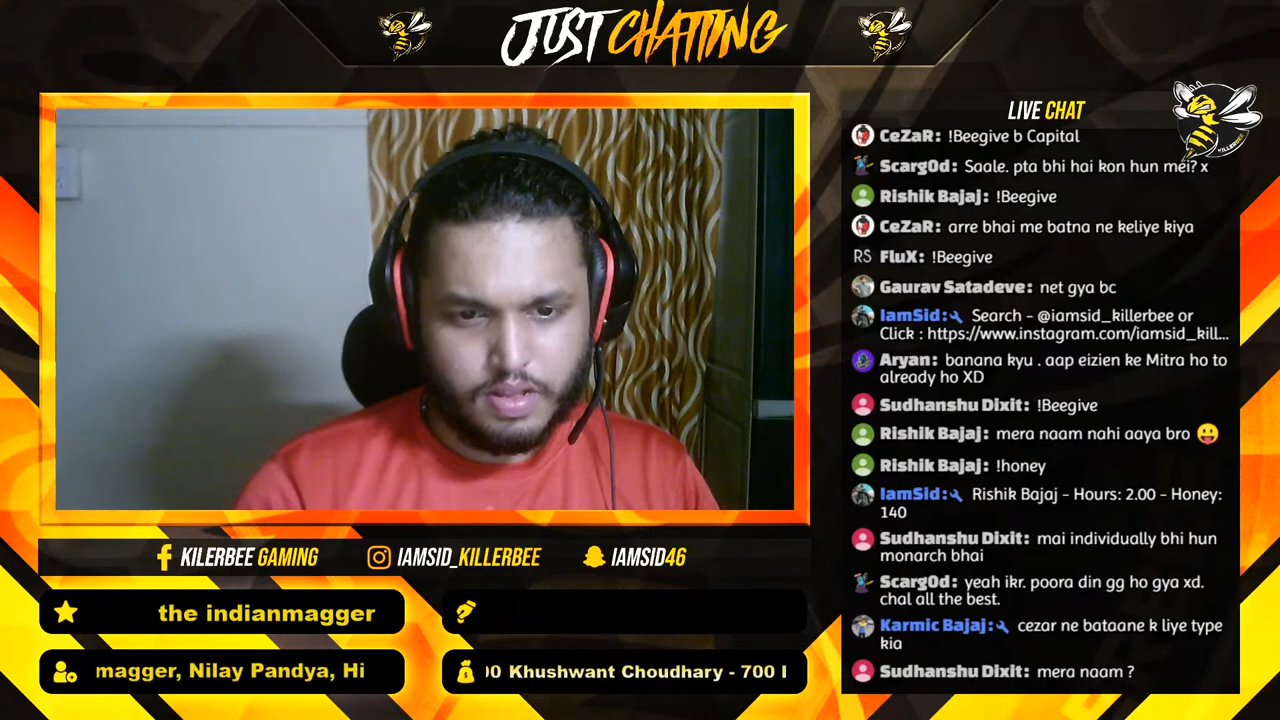 JUST CHATTING
LIVE CHAT
KILLERBEE
CeZaR: !Beegive b Capital
Scarg0d: Saale. pta bhi hai kon hun mei? x
Rishik Bajaj: !Beegive
CeZaR: arre bhai me batna ne keliye kiya
RS FluX: !Beegive
Gaurav Satadeve: net gya bc
IamSid: Search - @iamsid_killerbee or
Click : https://www.instagram.com/iamsid_kill...
Aryan: banana kyu . aap eizien ke Mitra ho to
already ho XD
Sudhanshu Dixit: !Beegive
Rishik Bajaj: mera naam nahi aaya bro 😛
Rishik Bajaj: !honey
IamSid: Rishik Bajaj - Hours: 2.00 - Honey:
140
Sudhanshu Dixit: mai individually bhi hun
monarch bhai
Scarg0d: yeah ikr. poora din gg ho gya xd.
chal all the best.
Karmic Bajaj: cezar ne bataane k liye type
kia
Sudhanshu Dixit: mera naam ?
KILERBEE GAMING
IAMSID_KILLERBEE
IAMSID46
the indianmagger
magger, Nilay Pandya, Hi
00 Khushwant Choudhary - 700 I